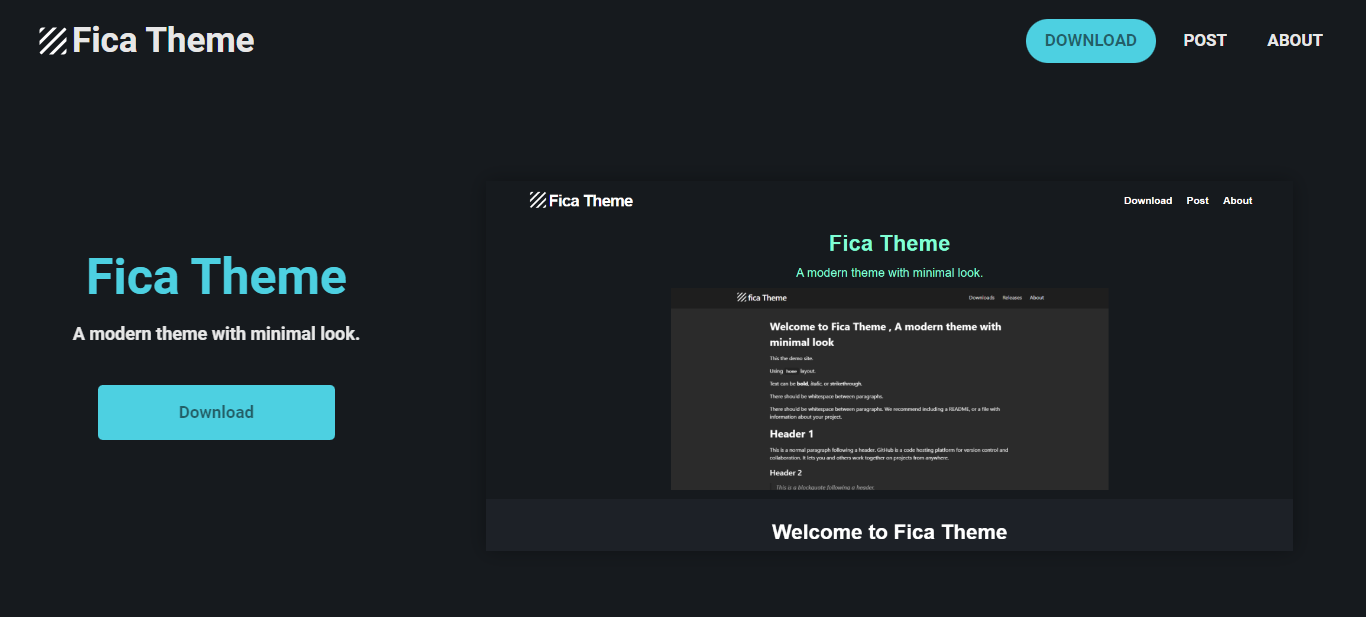 Fica Theme
DOWNLOAD POST ABOUT
Fica Theme
A modern theme with minimal look.
Download
Fica Theme
Download Post About
Fica Theme
A modern theme with minimal look.
fica Theme
Downloads Releases About
Welcome to Fica Theme , A modern theme with
minimal look
This the demo site.
Using home layout.
Text can be bold, italic, or strikethrough.
There should be whitespace between paragraphs.
There should be whitespace between paragraphs. We recommend including a README, or a file with
information about your project.
Header 1
This is a normal paragraph following a header. GitHub is a code hosting platform for version control and
collaboration. It lets you and others work together on projects from anywhere.
Header 2
This is a blockquote following a header.
Welcome to Fica Theme